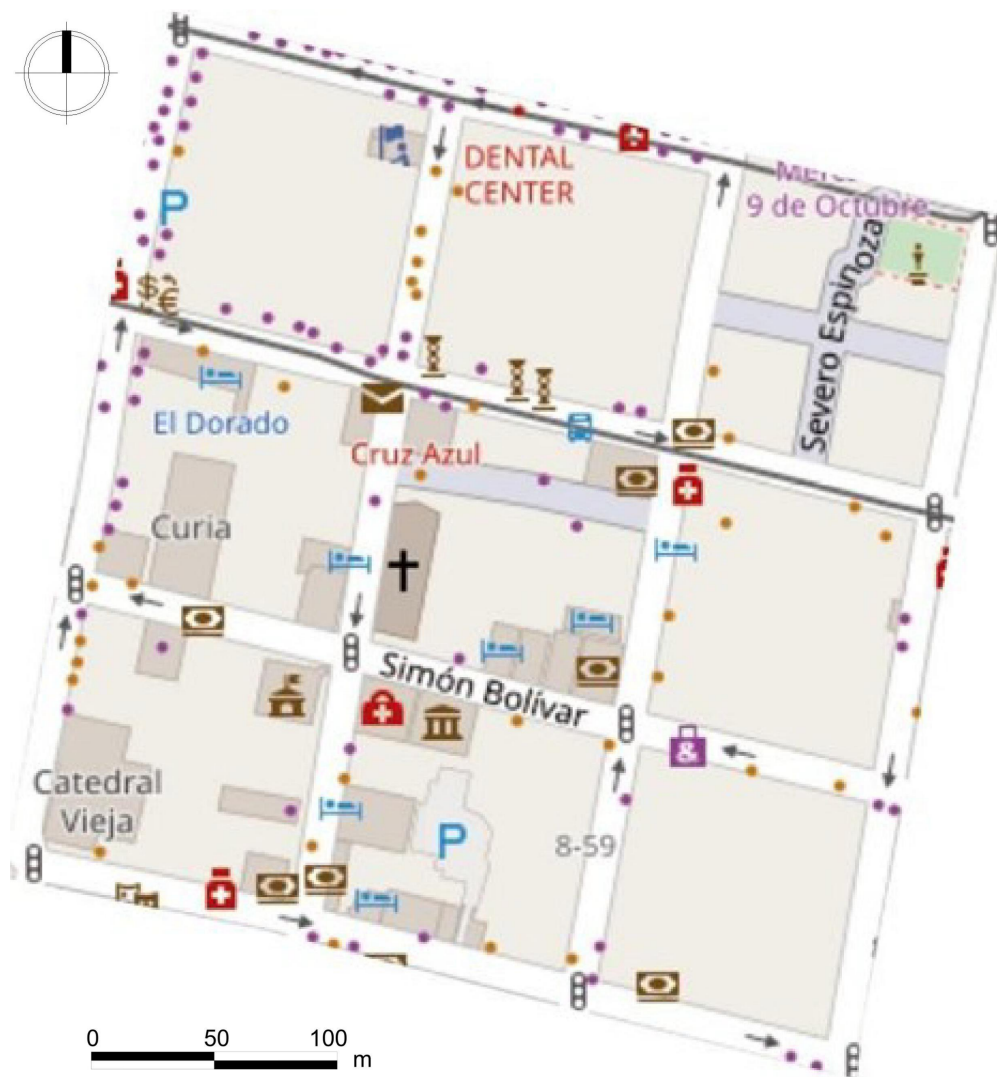 DENTAL
CENTER
9 de Octubre
P
Severo Espinoza
$€
El Dorado
Cruz Azul
Curia
Simón Bolívar
&
Catedral
Vieja
P
8-59
0 50 100
m